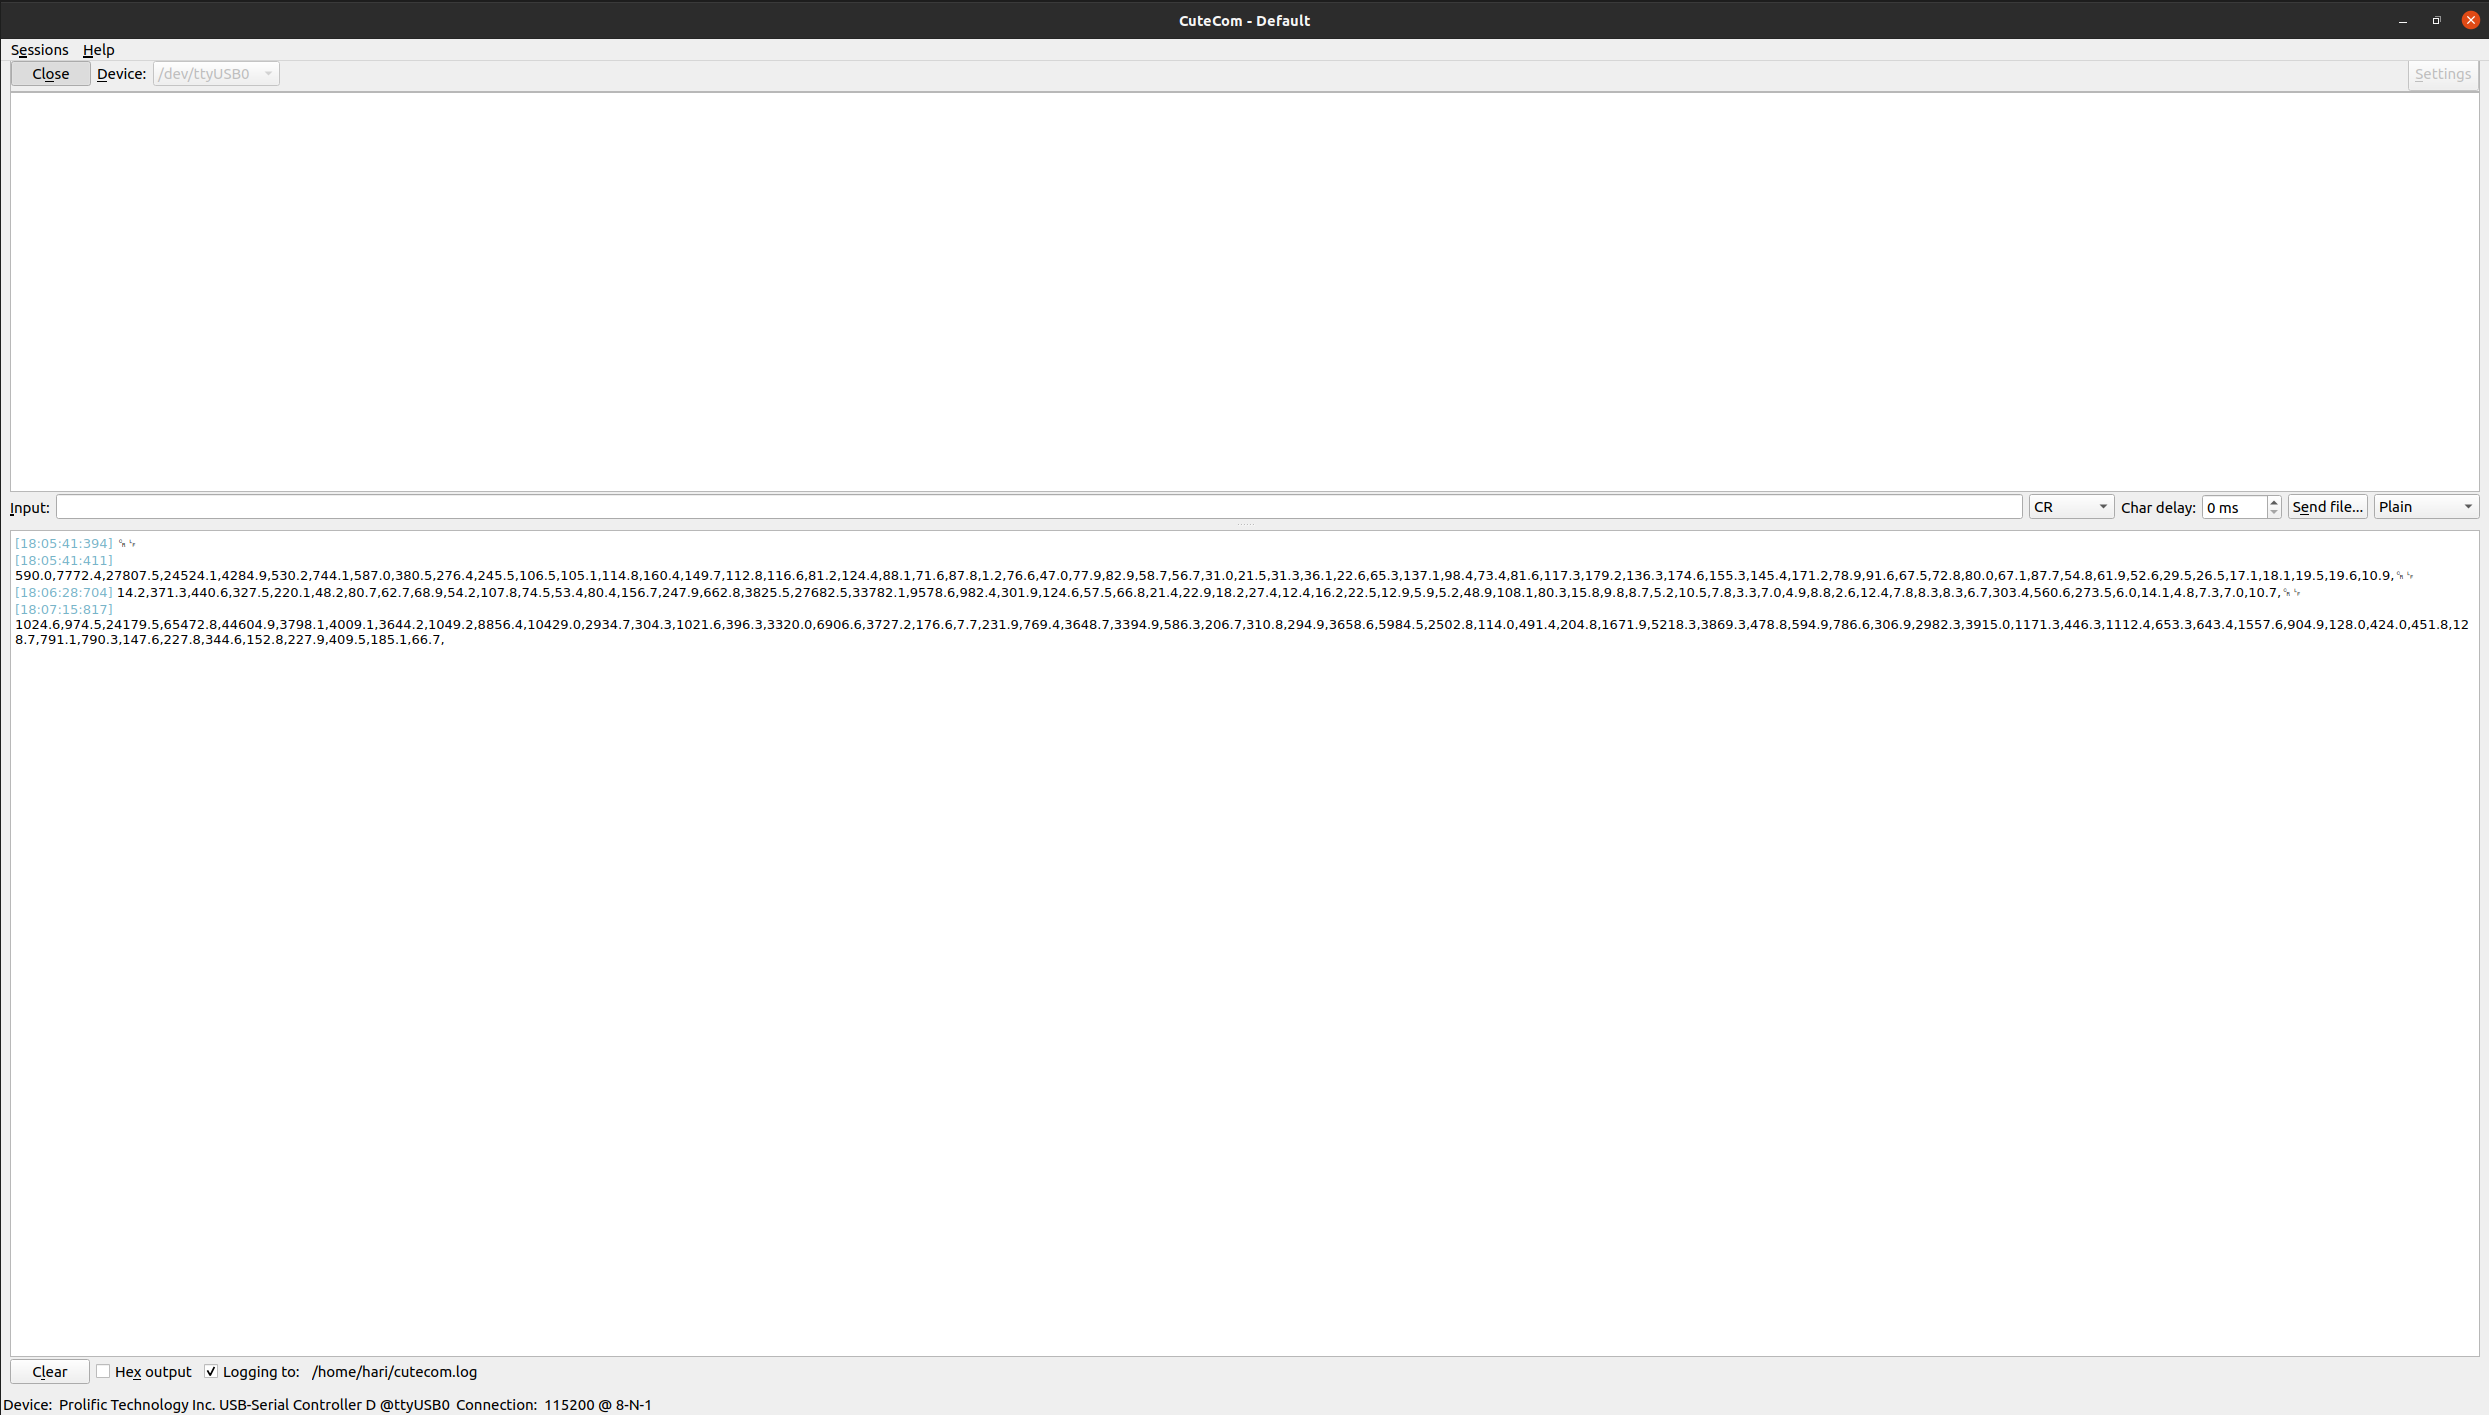 CuteCom - Default
Sessions Help
Close Device: /dev/ttyUSB0 Settings
Input: CR Char delay: 0 ms Send file... Plain
[18:05:41:394] ␍␊
[18:05:41:411]
590.0,7772.4,27807.5,24524.1,4284.9,530.2,744.1,587.0,380.5,276.4,245.5,106.5,105.1,114.8,160.4,149.7,112.8,116.6,81.2,124.4,88.1,71.6,87.8,1.2,76.6,47.0,77.9,82.9,58.7,56.7,31.0,21.5,31.3,36.1,22.6,65.3,137.1,98.4,73.4,81.6,117.3,179.2,136.3,174.6,155.3,145.4,171.2,78.9,91.6,67.5,72.8,80.0,67.1,87.7,54.8,61.9,52.6,29.5,26.5,17.1,18.1,19.5,19.6,10.9,␍␊
[18:06:28:704] 14.2,371.3,440.6,327.5,220.1,48.2,80.7,62.7,68.9,54.2,107.8,74.5,53.4,80.4,156.7,247.9,662.8,3825.5,27682.5,33782.1,9578.6,982.4,301.9,124.6,57.5,66.8,21.4,22.9,18.2,27.4,12.4,16.2,22.5,12.9,5.9,5.2,48.9,108.1,80.3,15.8,9.8,8.7,5.2,10.5,7.8,3.3,7.0,4.9,8.8,2.6,12.4,7.8,8.3,8.3,6.7,303.4,560.6,273.5,6.0,14.1,4.8,7.3,7.0,10.7,␍␊
[18:07:15:817]
1024.6,974.5,24179.5,65472.8,44604.9,3798.1,4009.1,3644.2,1049.2,8856.4,10429.0,2934.7,304.3,1021.6,396.3,3320.0,6906.6,3727.2,176.6,7.7,231.9,769.4,3648.7,3394.9,586.3,206.7,310.8,294.9,3658.6,5984.5,2502.8,114.0,491.4,204.8,1671.9,5218.3,3869.3,478.8,594.9,786.6,306.9,2982.3,3915.0,1171.3,446.3,1112.4,653.3,643.4,1557.6,904.9,128.0,424.0,451.8,12
8.7,791.1,790.3,147.6,227.8,344.6,152.8,227.9,409.5,185.1,66.7,
Clear Hex output Logging to: /home/hari/cutecom.log
Device: Prolific Technology Inc. USB-Serial Controller D @ttyUSB0 Connection: 115200 @ 8-N-1